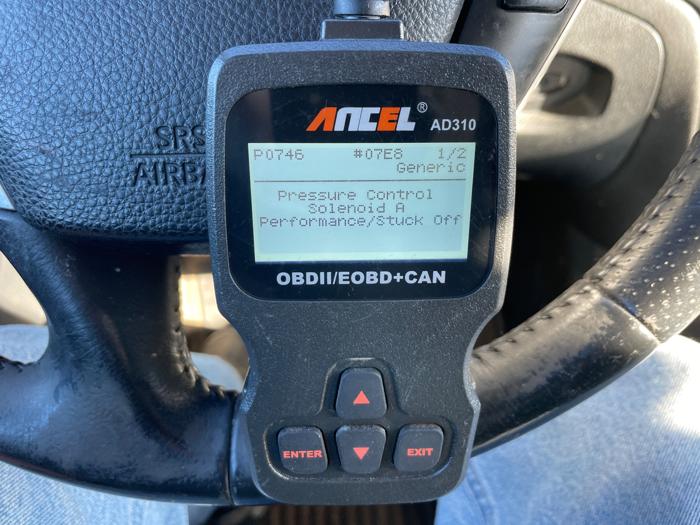 SRS
AIRBA
ANCEL ® AD310
P0746 #07E8 1/2
Generic
Pressure Control
Solenoid A
Performance/Stuck Off
OBDII/EOBD+CAN
ENTER
EXIT